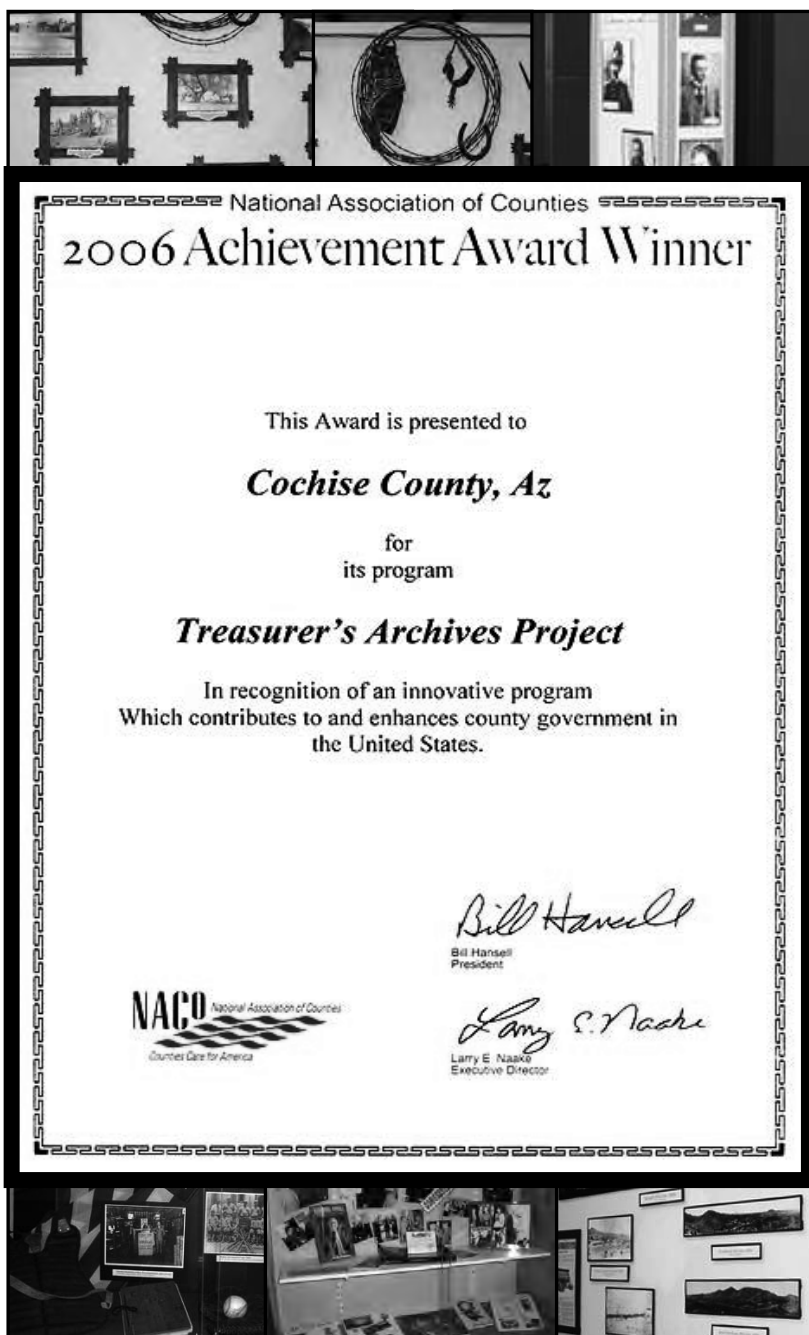 National Association of Counties
2006 Achievement Award Winner
This Award is presented to
Cochise County, Az
for
its program
Treasurer's Archives Project
In recognition of an innovative program
Which contributes to and enhances county government in
the United States.
Bill Hansell
Bill Hansell
President
NACO National Association of Counties
Counties Care for America
Larry E. Naake
Larry E. Naake
Executive Director